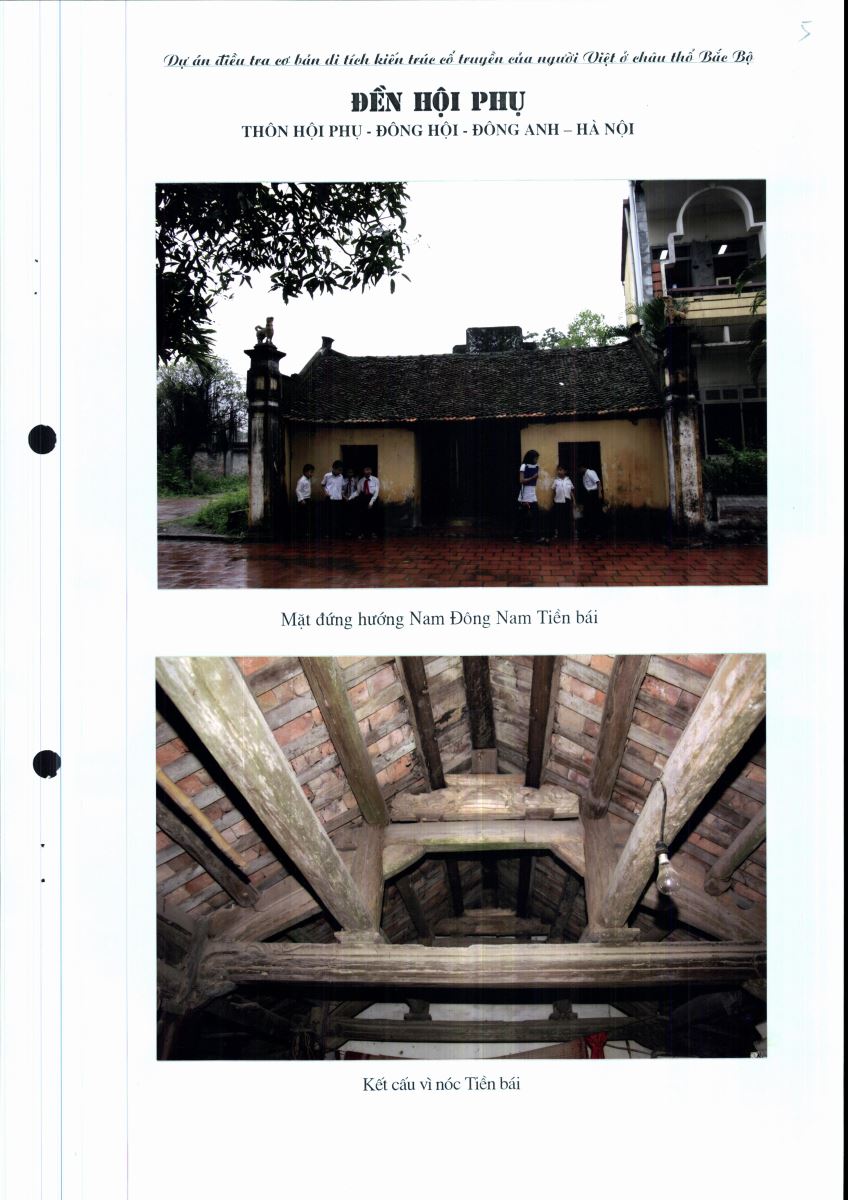 5
Dự án điều tra cơ bản di tích kiến trúc cổ truyền của người Việt ở châu thổ Bắc Bộ
ĐỀN HỘI PHỤ
THÔN HỘI PHỤ - ĐÔNG HỘI - ĐÔNG ANH – HÀ NỘI
Mặt đứng hướng Nam Đông Nam Tiền bái
Kết cấu vì nóc Tiền bái